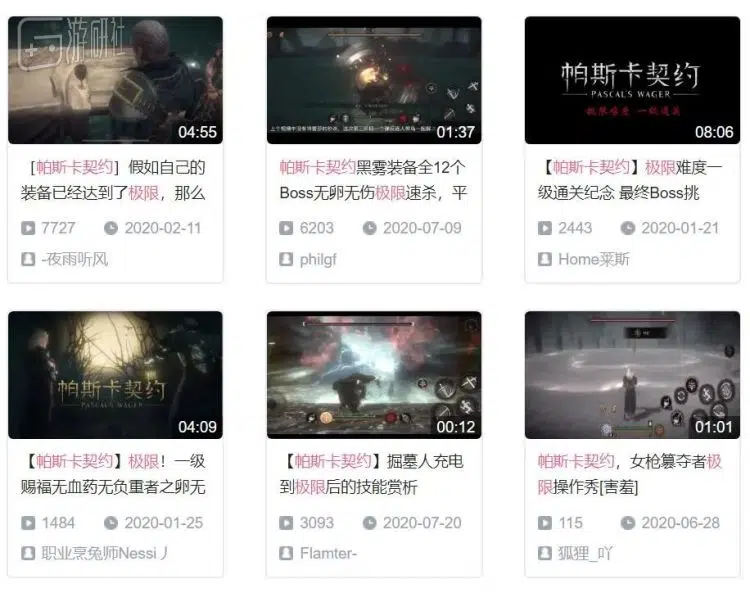 游研社
04:55
[帕斯卡契约] 假如自己的
装备已经达到了极限，那么
7727 2020-02-11
-夜雨听风
01:37
帕斯卡契约黑雾装备全12个
Boss无卵无伤极限速杀，平
6203 2020-07-09
philgf
帕斯卡契约
PASCAL'S WAGER
极限难度 一级通关
08:06
【帕斯卡契约】极限难度一
级通关纪念 最终Boss挑
2443 2020-01-21
Home莱斯
帕斯卡契约
PASCAL'S WAGER
04:09
【帕斯卡契约】极限！一级
赐福无血药无负重者之卵无
1484 2020-01-25
职业烹兔师Nessi丿
00:12
【帕斯卡契约】掘墓人充电
到极限后的技能赏析
3093 2020-07-20
Flamter-
01:01
帕斯卡契约，女枪篡夺者极
限操作秀[害羞]
115 2020-06-28
狐狸_吖